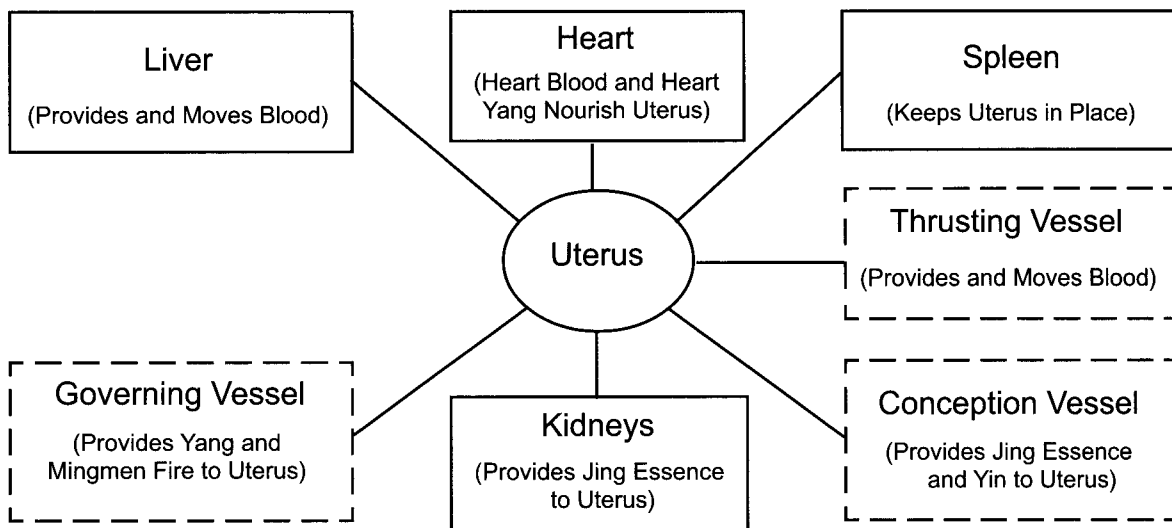 Liver
(Provides and Moves Blood)
Heart
(Heart Blood and Heart
Yang Nourish Uterus)
Spleen
(Keeps Uterus in Place)
Uterus
Thrusting Vessel
(Provides and Moves Blood)
Governing Vessel
(Provides Yang and
Mingmen Fire to Uterus)
Kidneys
(Provides Jing Essence
to Uterus)
Conception Vessel
(Provides Jing Essence
and Yin to Uterus)